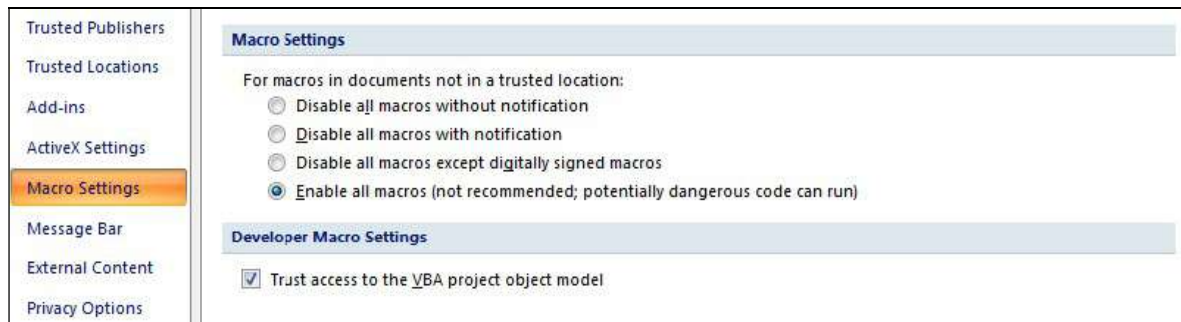 Trusted Publishers
Trusted Locations
Add-ins
ActiveX Settings
Macro Settings
Message Bar
External Content
Privacy Options
Macro Settings
For macros in documents not in a trusted location:
Disable all macros without notification
Disable all macros with notification
Disable all macros except digitally signed macros
Enable all macros (not recommended; potentially dangerous code can run)
Developer Macro Settings
Trust access to the VBA project object model